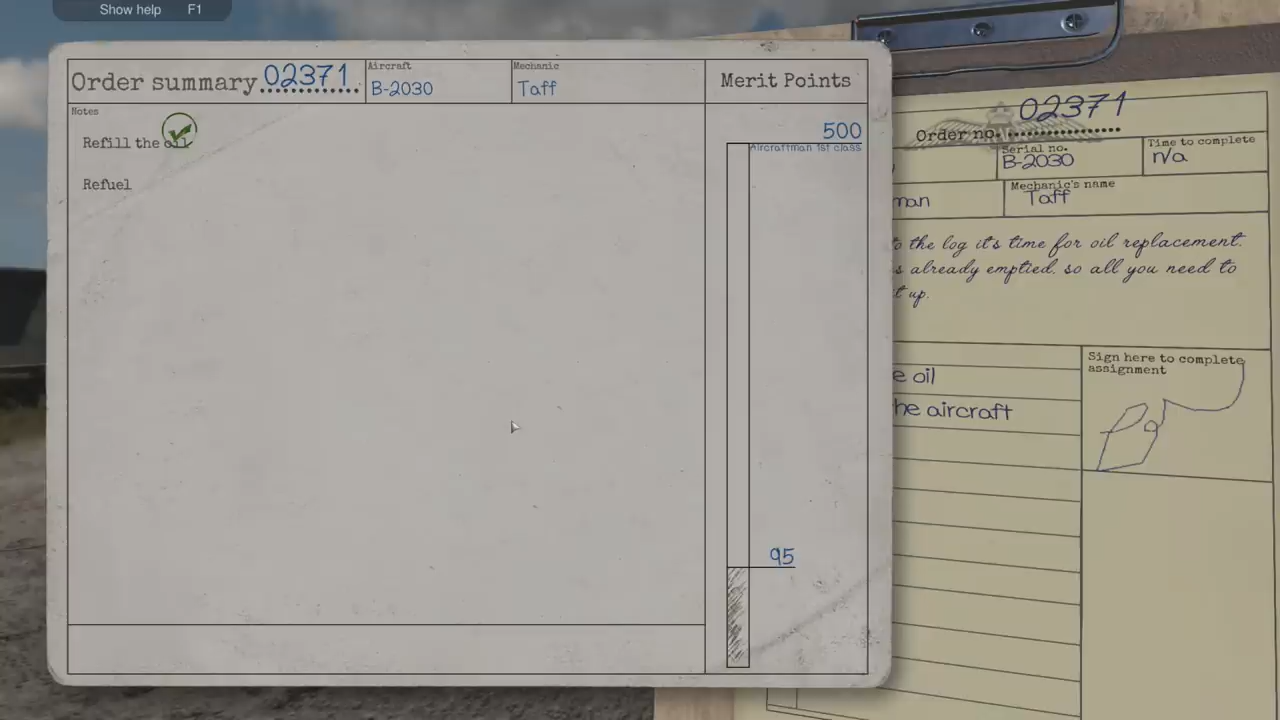 Show help F1
Order summary 02371
Aircraft
B-2030
Mechanic
Taff
Merit Points
Notes
Refill the oil
Refuel
500
Aircraftman 1st class
95
02371
Order no.
Serial no.
B-2030
Time to complete
n/a
man
Mechanic's name
Taff
to the log it's time for oil replacement.
s already emptied, so all you need to
t up.
e oil
he aircraft
Sign here to complete
assignment